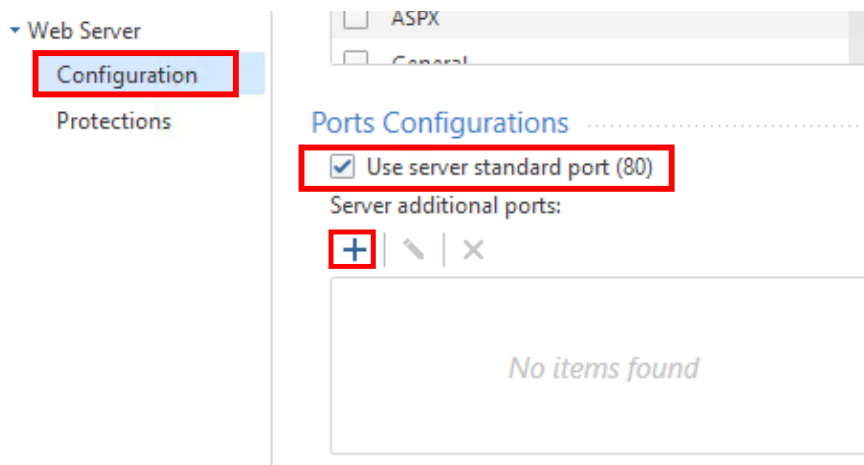 Web Server
Configuration
Protections
ASPX
General
Ports Configurations
Use server standard port (80)
Server additional ports:
No items found